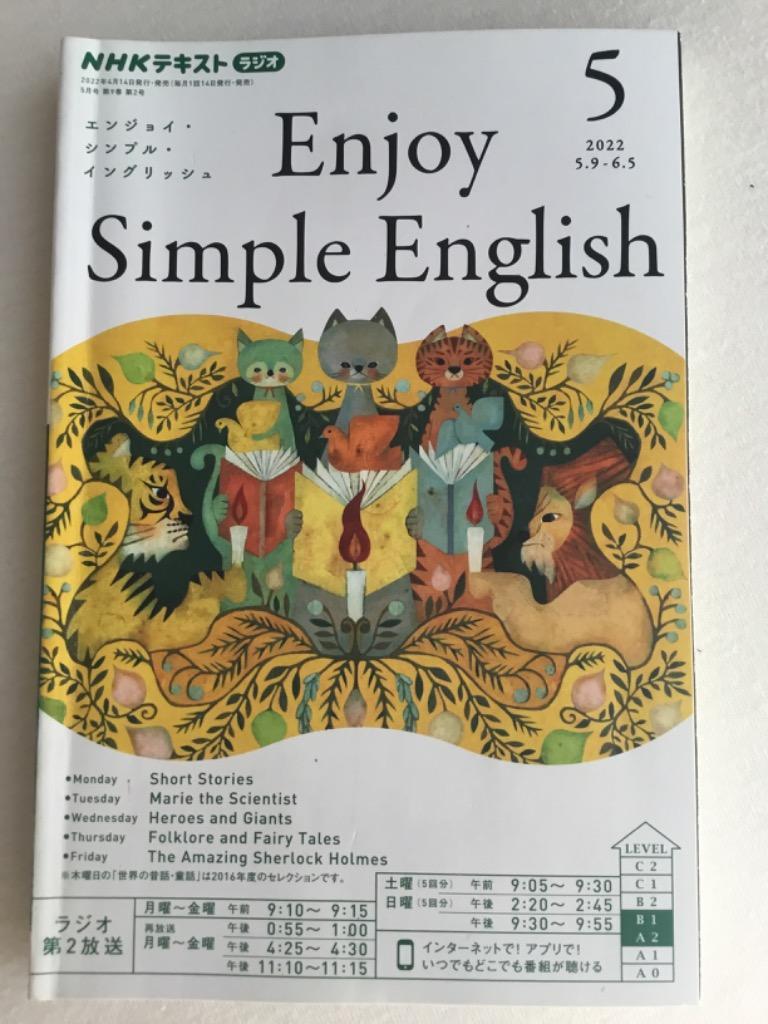 NHKテキスト ラジオ
2022年4月14日発行・発売(毎月1回14日発行・発売)
5月号 第9巻 第2号
5
2022
5.9-6.5
エンジョイ・
シンプル・
イングリッシュ
Enjoy
Simple English
•Monday Short Stories
•Tuesday Marie the Scientist
•Wednesday Heroes and Giants
•Thursday Folklore and Fairy Tales
•Friday The Amazing Sherlock Holmes
※木曜日の「世界の昔話・童話」は2016年度のセレクションです。
ラジオ
第2放送
月曜〜金曜 午前 9:10〜 9:15
再放送
月曜〜金曜
午後 0:55〜 1:00
午後 4:25〜 4:30
午後 11:10〜11:15
土曜(5回分) 午前 9:05〜 9:30
日曜(5回分) 午後 2:20〜 2:45
午後 9:30〜 9:55
インターネットで!アプリで!
いつでもどこでも番組が聴ける
LEVEL
C2
C1
B2
B1
A2
A1
A0